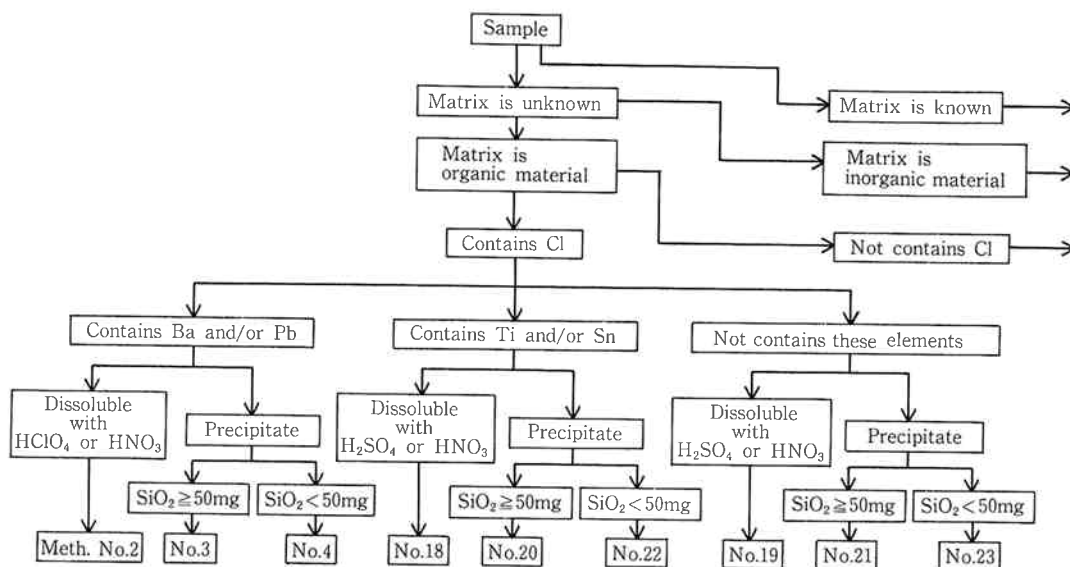 Sample
Matrix is unknown
Matrix is known
Matrix is
organic material
Matrix is
inorganic material
Contains Cl
Not contains Cl
Contains Ba and/or Pb
Contains Ti and/or Sn
Not contains these elements
Dissoluble
with
HClO₄ or HNO₃
Precipitate
Dissoluble
with
H₂SO₄ or HNO₃
Precipitate
Dissoluble
with
H₂SO₄ or HNO₃
Precipitate
SiO₂≧50mg
SiO₂<50mg
SiO₂≧50mg
SiO₂<50mg
SiO₂≧50mg
SiO₂<50mg
Meth. No.2
No.3
No.4
No.18
No.20
No.22
No.19
No.21
No.23